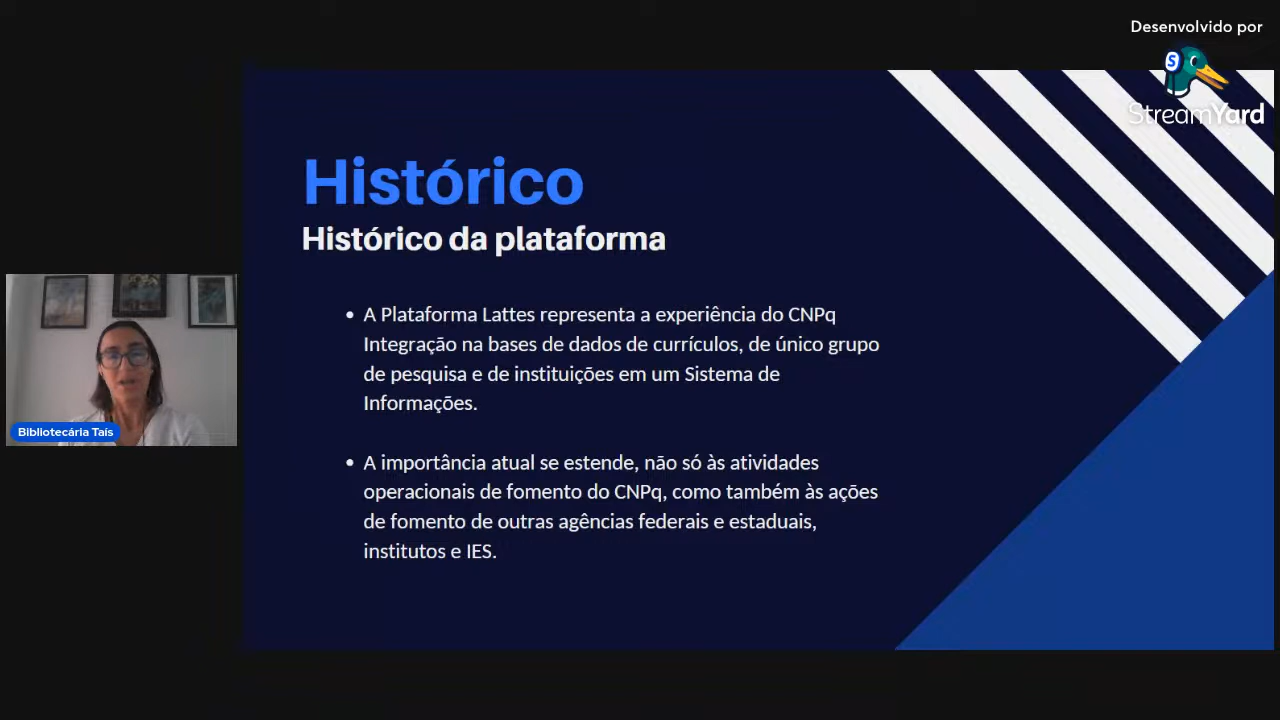 Desenvolvido por
S
StreamYard
Histórico
Histórico da plataforma
• A Plataforma Lattes representa a experiência do CNPq
Integração na bases de dados de currículos, de único grupo
de pesquisa e de instituições em um Sistema de
Informações.
• A importância atual se estende, não só às atividades
operacionais de fomento do CNPq, como também às ações
de fomento de outras agências federais e estaduais,
institutos e IES.
Bibliotecária Taís